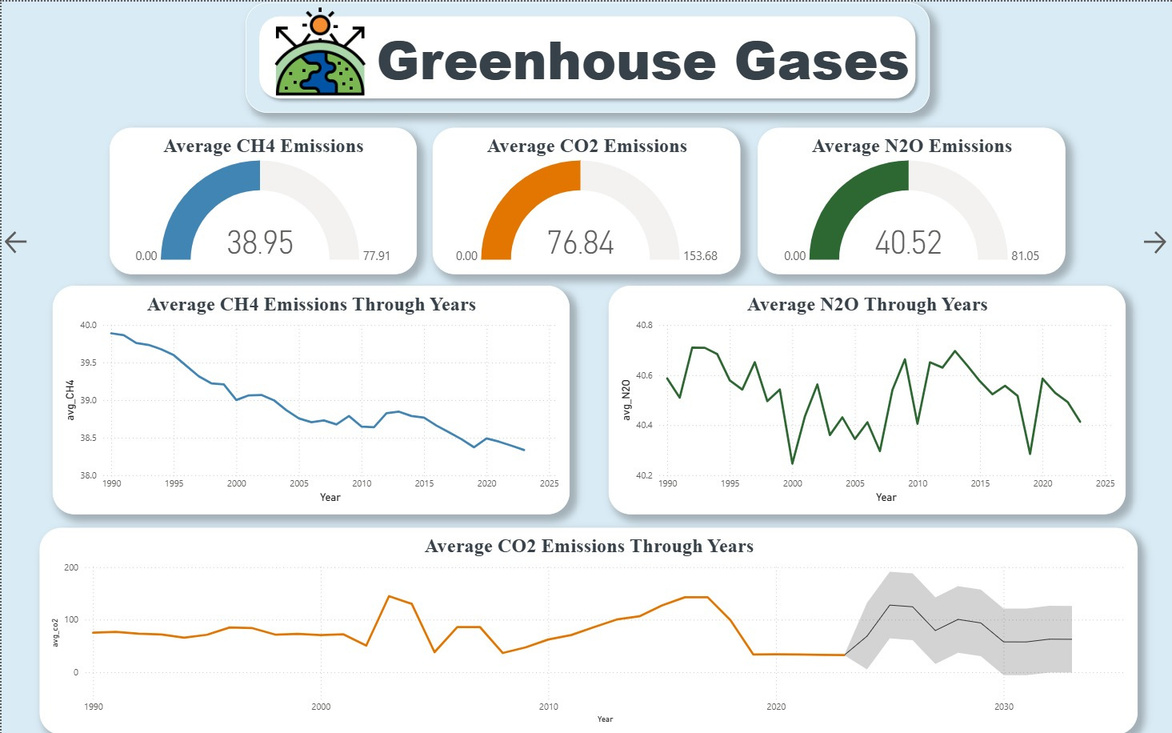 Greenhouse Gases
Average CH4 Emissions
38.95
0.00
77.91
Average CO2 Emissions
76.84
0.00
153.68
Average N2O Emissions
40.52
0.00
81.05
Average CH4 Emissions Through Years
avg_CH4
40.0
39.5
39.0
38.5
38.0
1990 1995 2000 2005 2010 2015 2020 2025
Year
Average N2O Through Years
avg_N2O
40.8
40.6
40.4
40.2
1990 1995 2000 2005 2010 2015 2020 2025
Year
Average CO2 Emissions Through Years
avg_co2
200
100
0
1990 2000 2010 2020 2030
Year